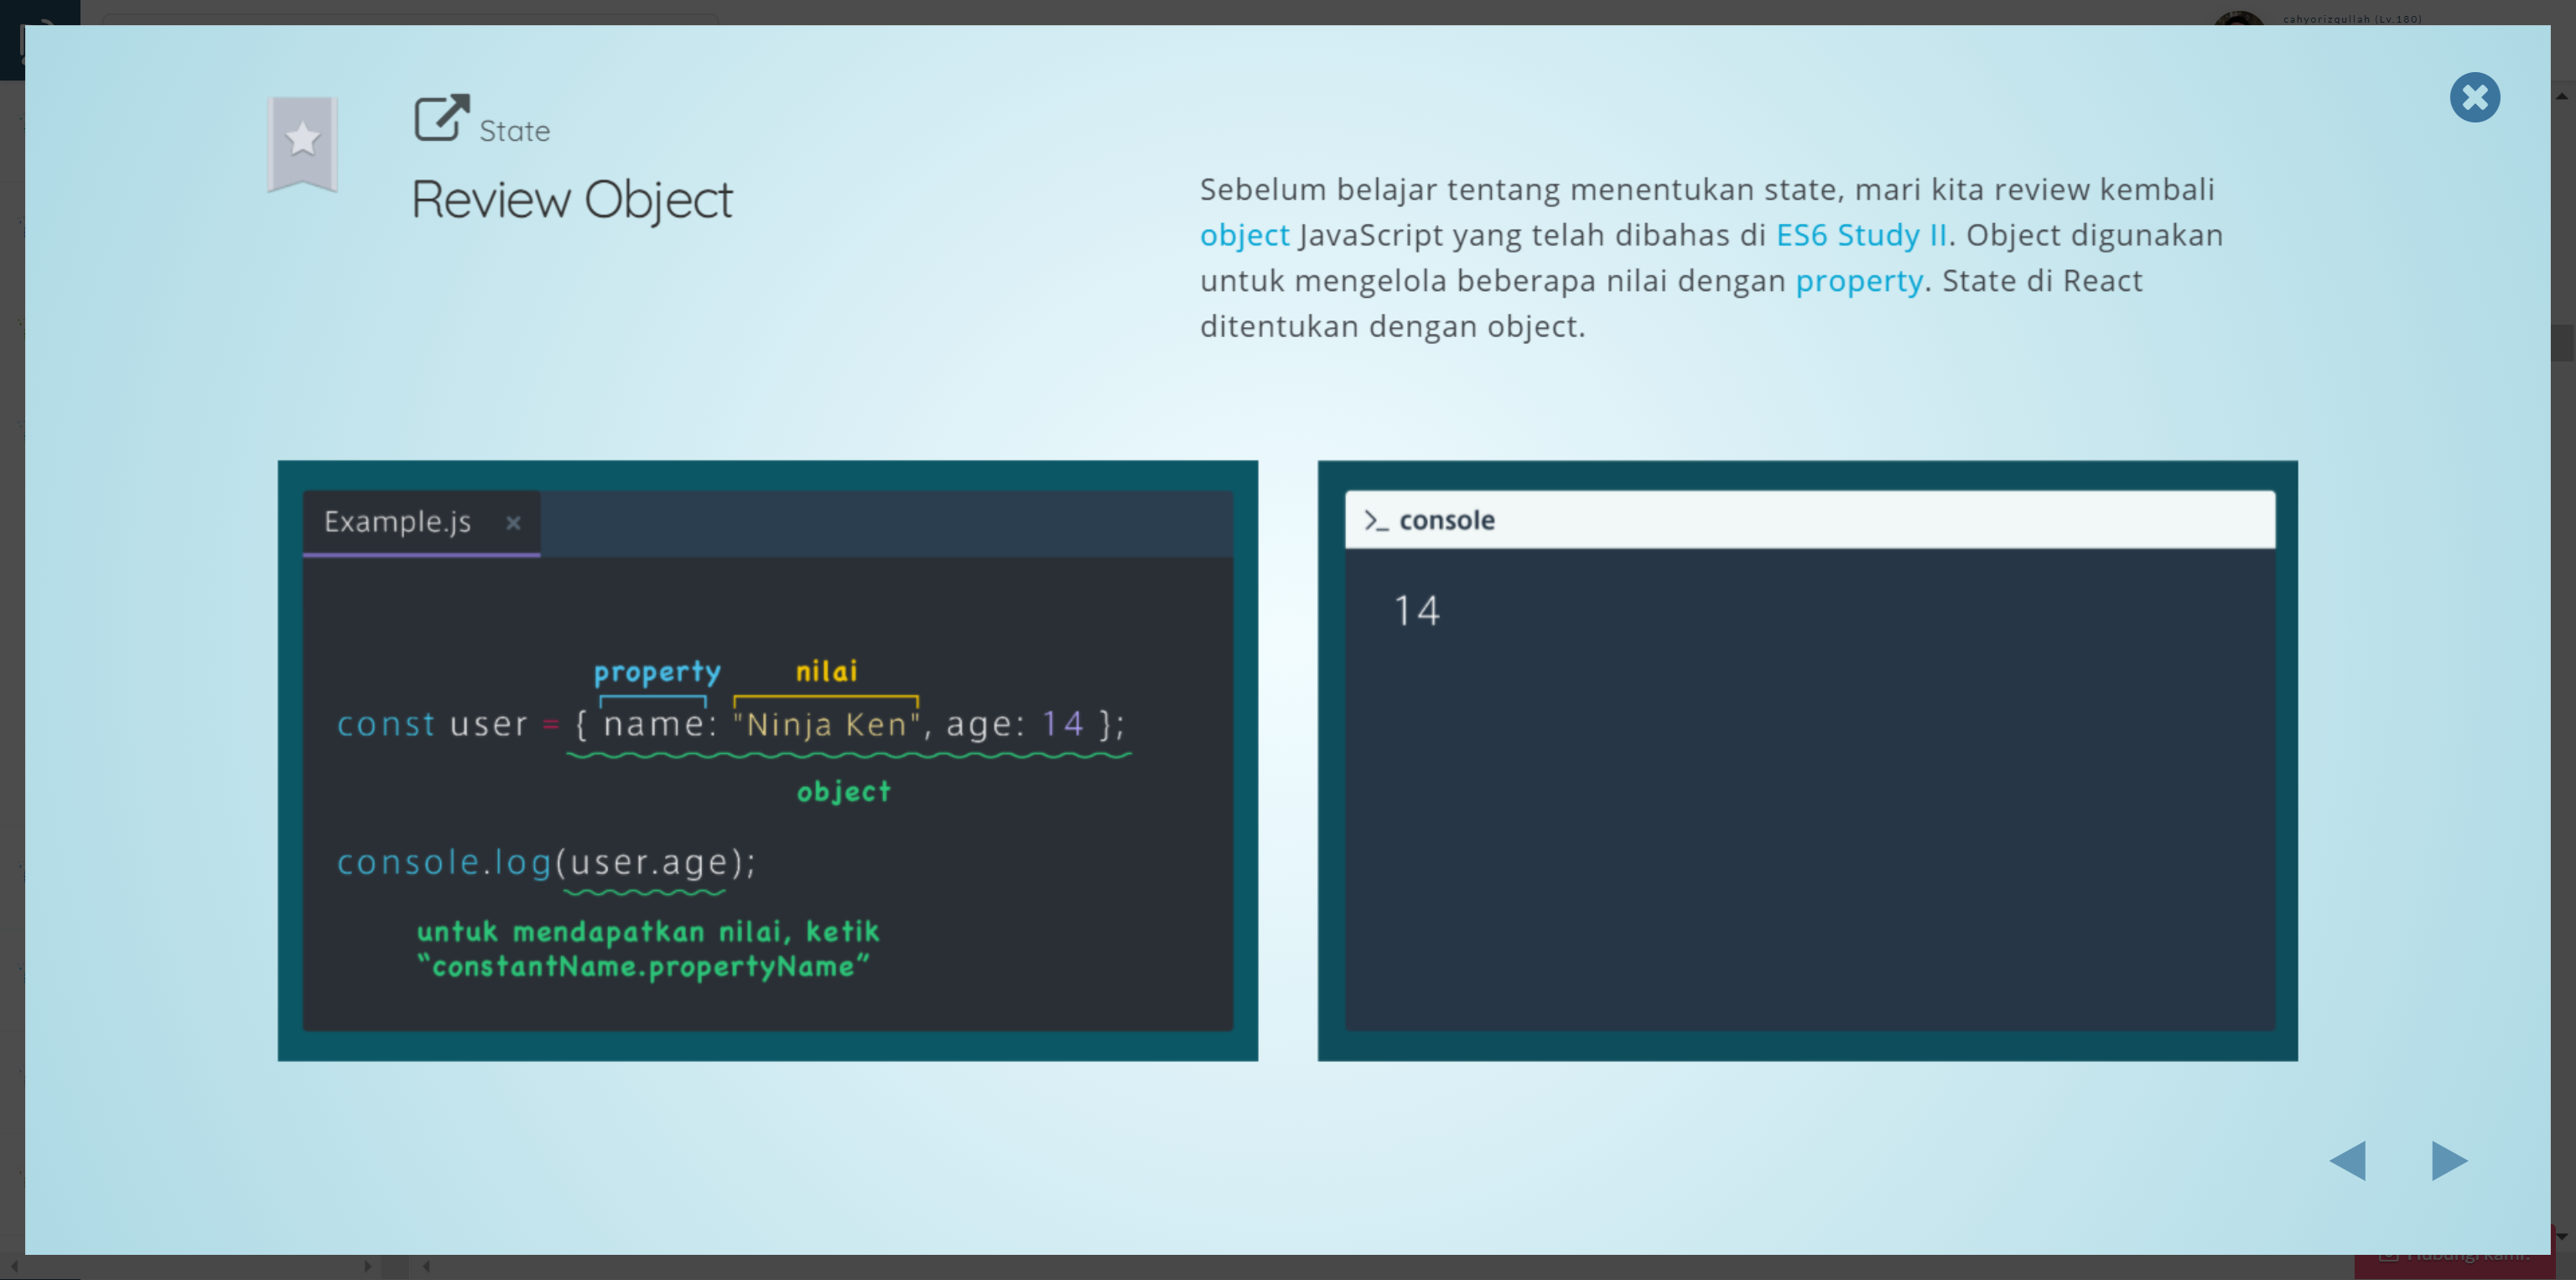 cahyorizqullah (Lv.180)
State
Review Object
Sebelum belajar tentang menentukan state, mari kita review kembali
object JavaScript yang telah dibahas di ES6 Study II. Object digunakan
untuk mengelola beberapa nilai dengan property. State di React
ditentukan dengan object.
Example.js ×
property nilai
const user = { name: "Ninja Ken", age: 14 };
object
console.log(user.age);
untuk mendapatkan nilai, ketik
“constantName.propertyName”
>_ console
14
Hubungi kami.